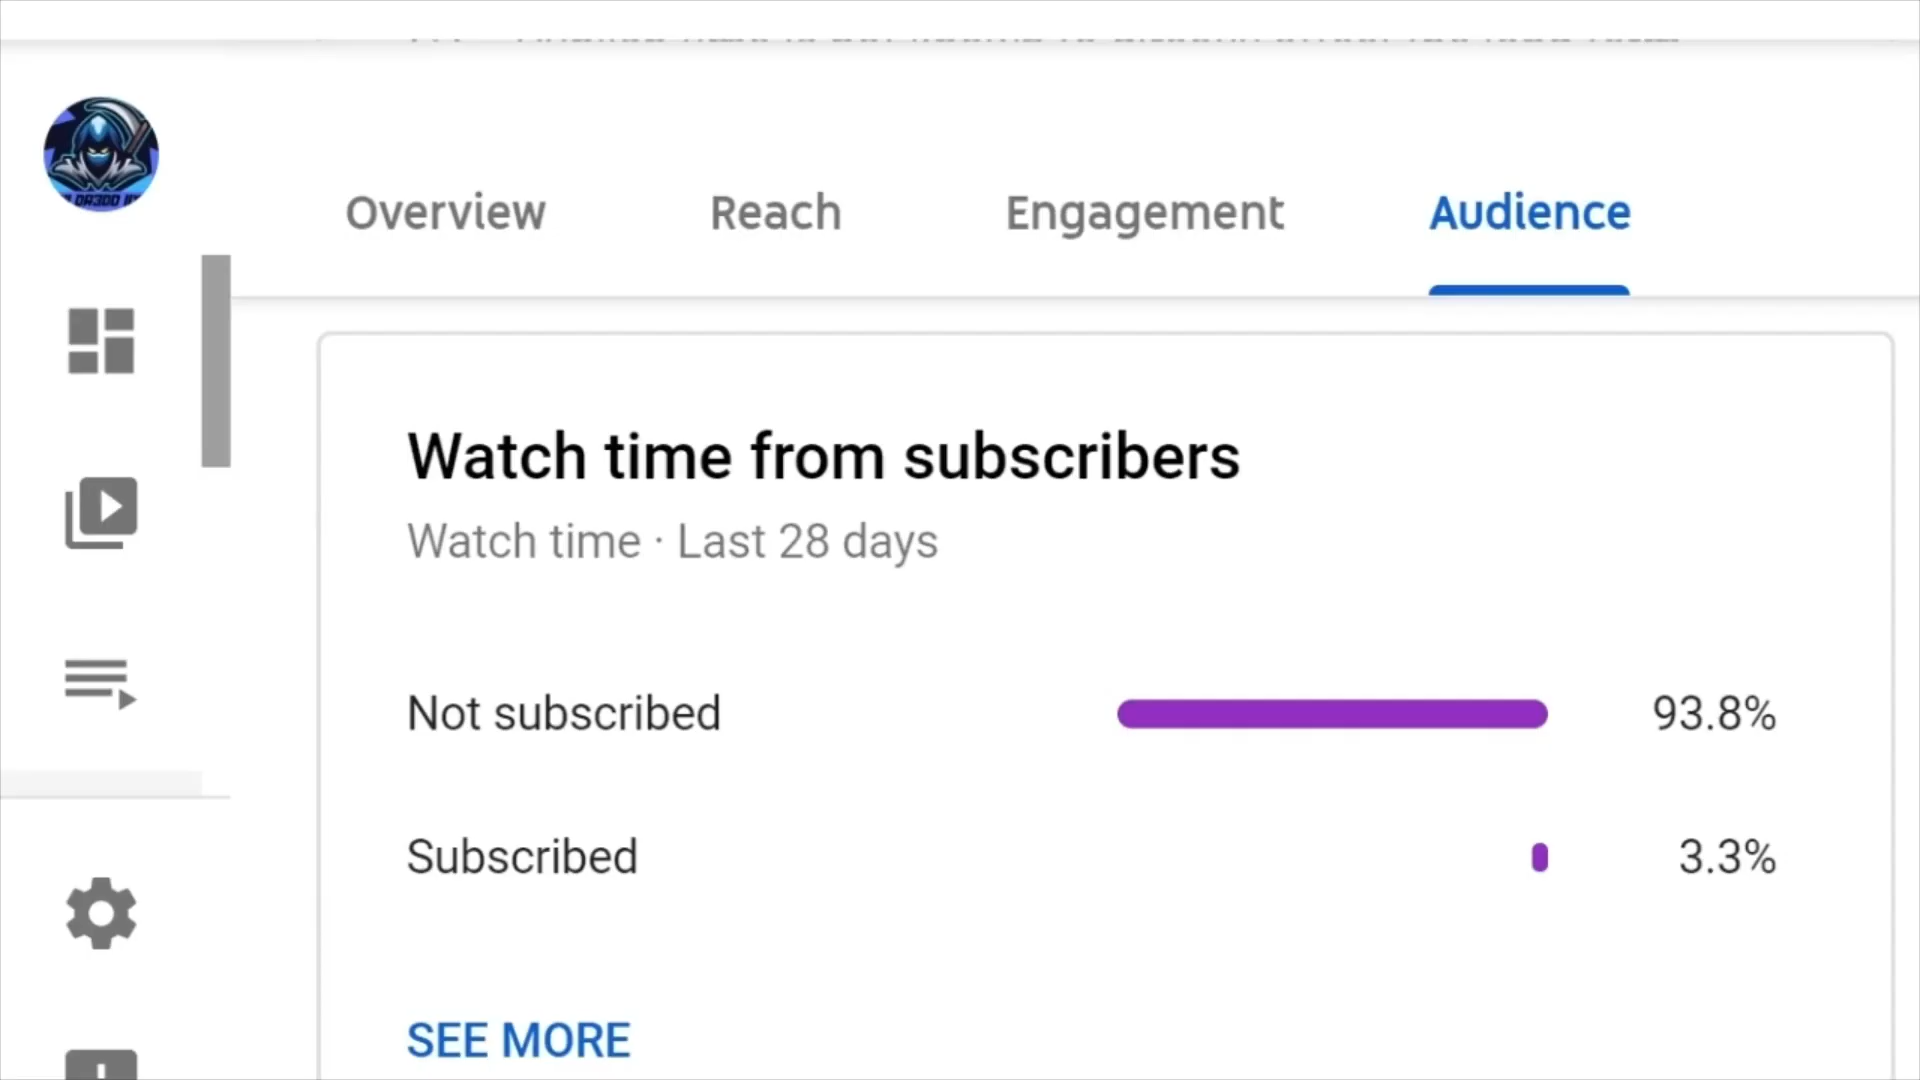 Overview Reach Engagement Audience
Watch time from subscribers
Watch time · Last 28 days
Not subscribed 93.8%
Subscribed 3.3%
SEE MORE